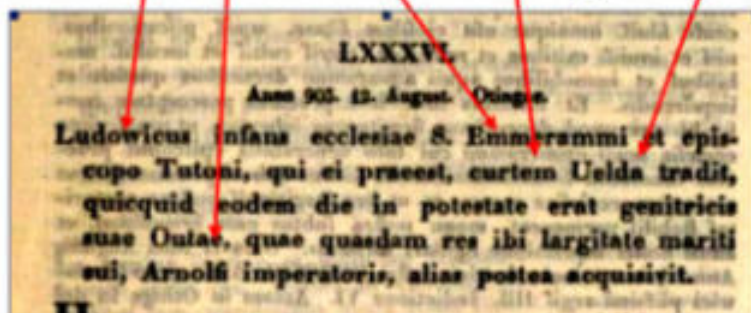 LXXXVI.
Anno 903. 12. August. Otingae.
Ludowicus infans ecclesiae S. Emmerammi et epis-
copo Tutoni, qui ei praeest, curtem Uelda tradit,
quicquid eodem die in potestate erat genitricis
suae Outae, quae quasdam res ibi largitate mariti
sui, Arnolfi imperatoris, alias postea acquisivit.